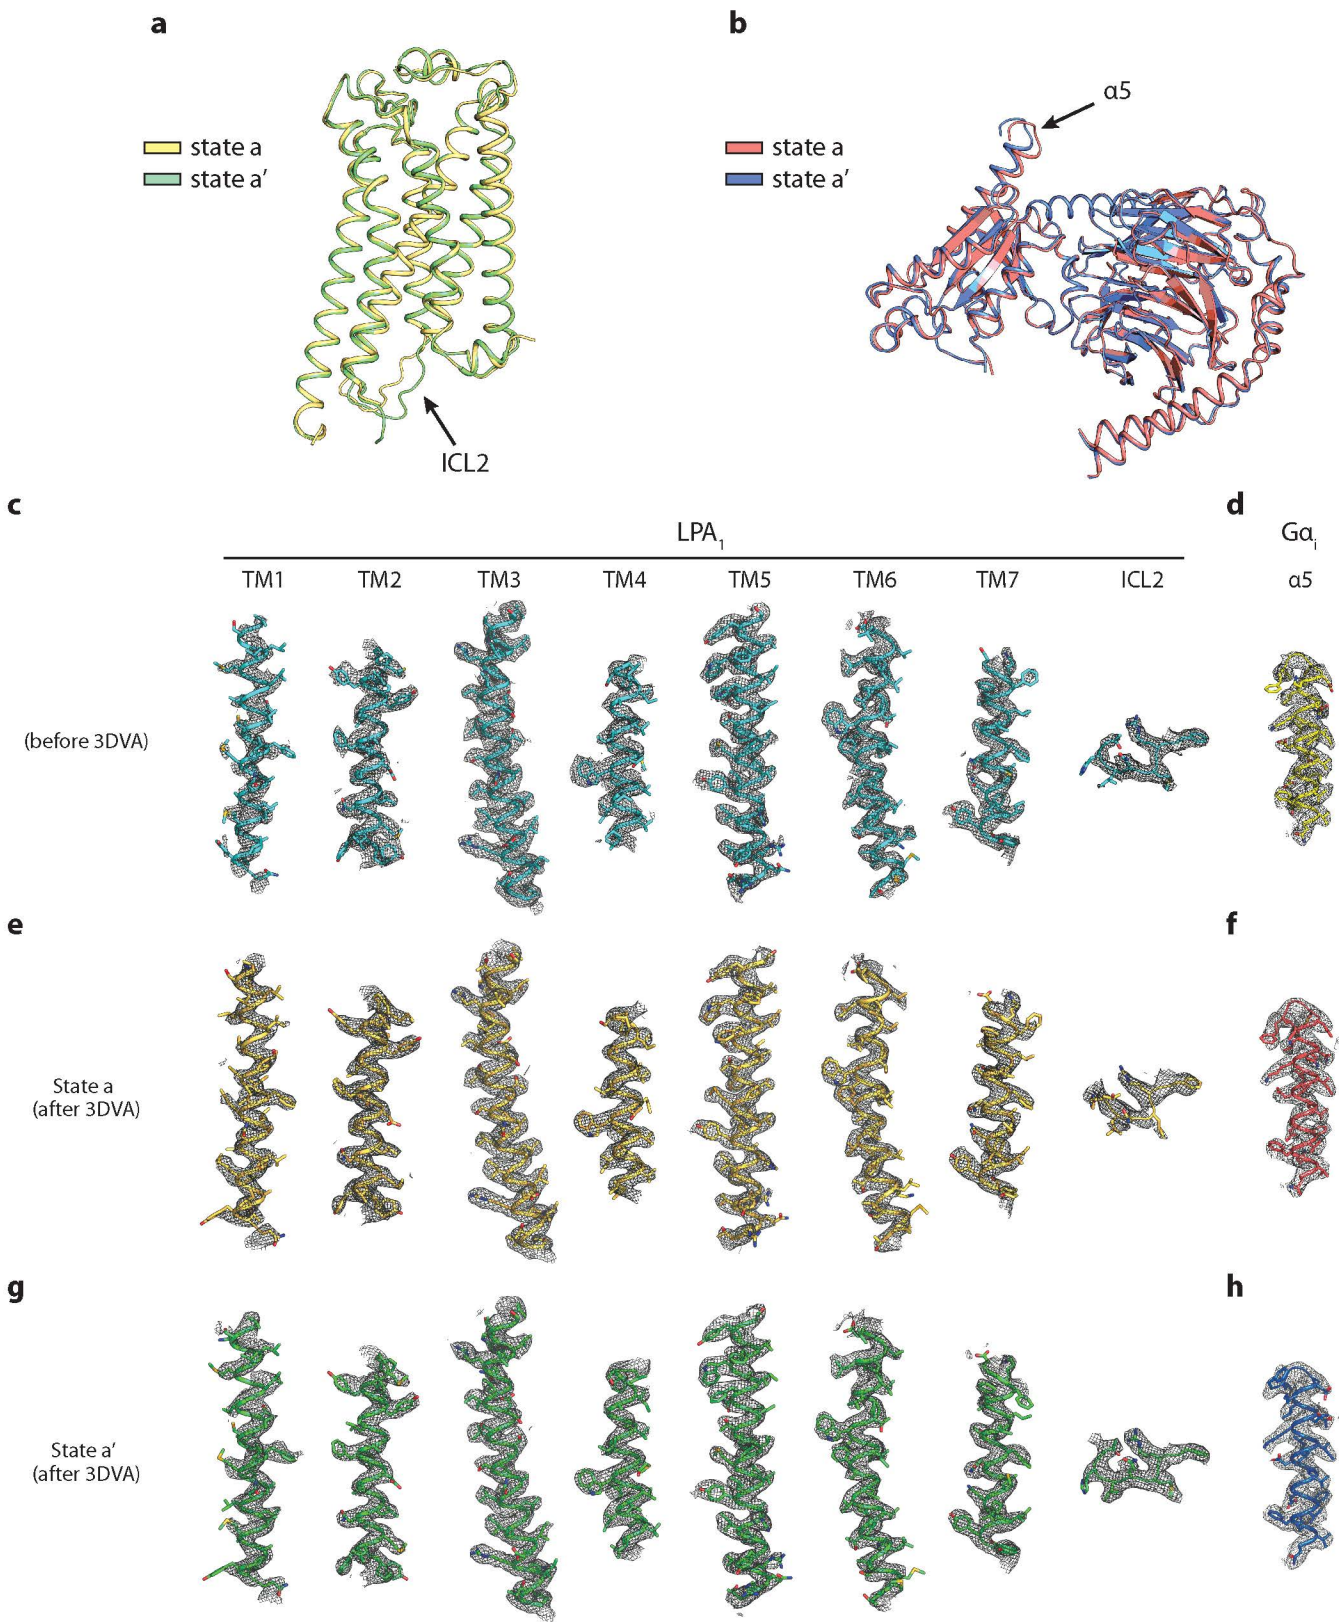 a
b
α5
state a
state a′
state a
state a′
ICL2
c
d
LPA1
Gαi
TM1 TM2 TM3 TM4 TM5 TM6 TM7 ICL2 α5
(before 3DVA)
e
f
State a
(after 3DVA)
g
h
State a′
(after 3DVA)